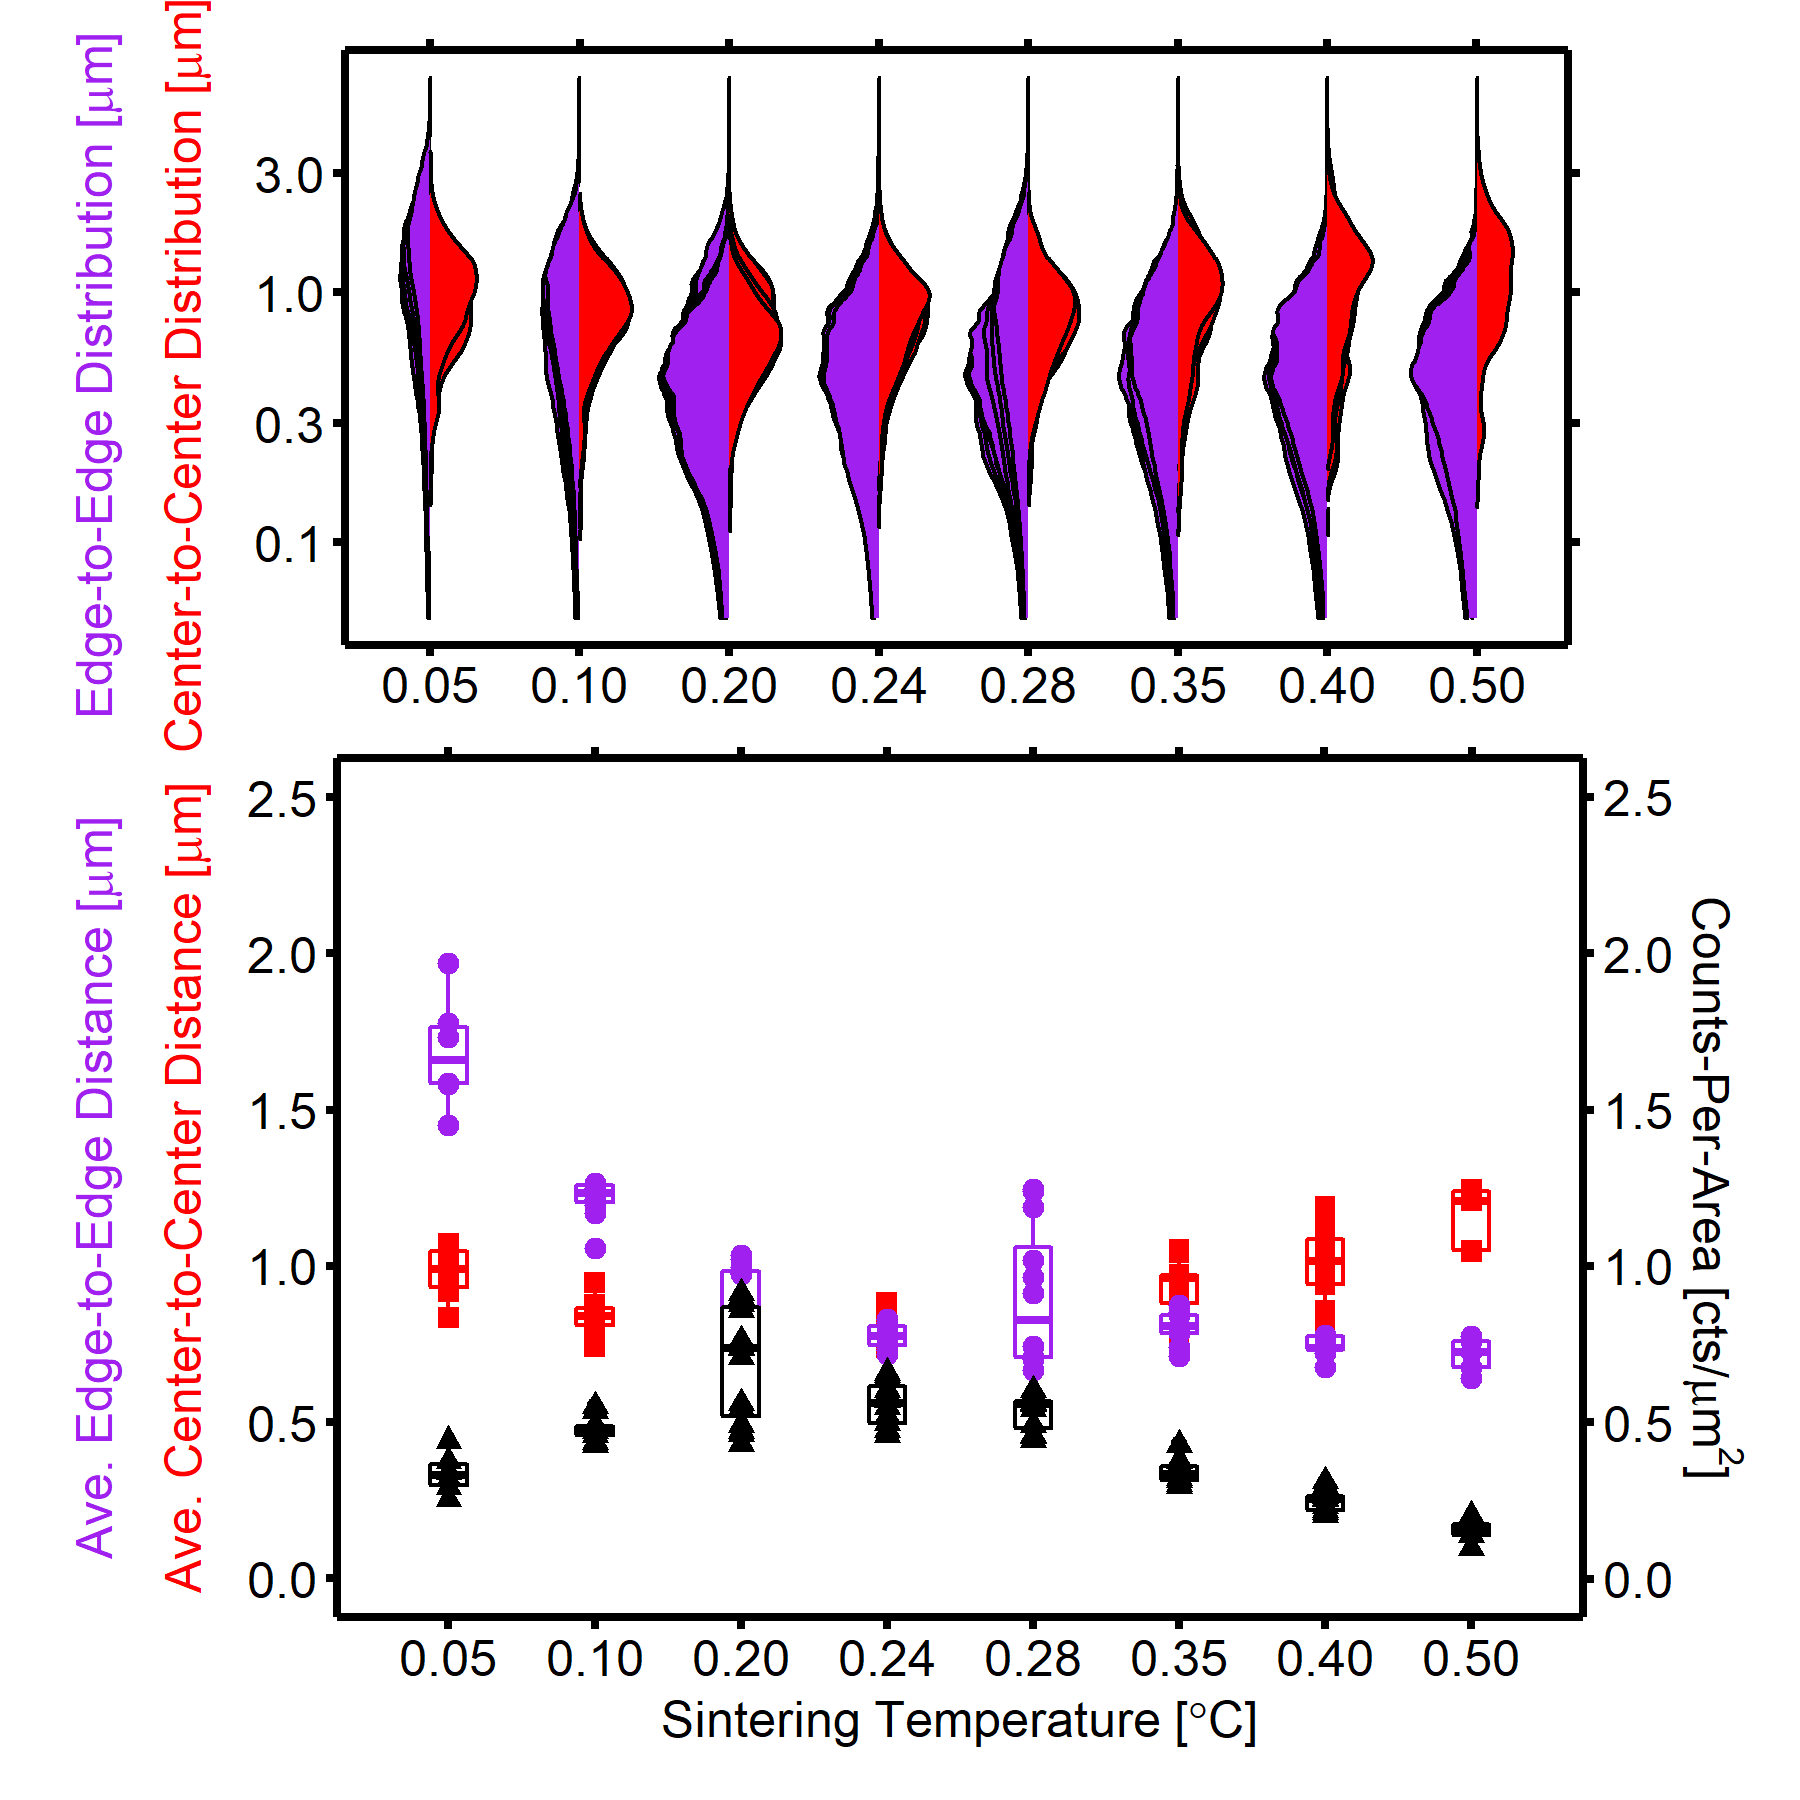 Edge-to-Edge Distribution [μm]
Center-to-Center Distribution [μm]
3.0
1.0
0.3
0.1
0.05 0.10 0.20 0.24 0.28 0.35 0.40 0.50
Ave. Edge-to-Edge Distance [μm]
Ave. Center-to-Center Distance [μm]
2.5
2.0
1.5
1.0
0.5
0.0
2.5
2.0
1.5
1.0
0.5
0.0
Counts-Per-Area [cts/μm²]
0.05 0.10 0.20 0.24 0.28 0.35 0.40 0.50
Sintering Temperature [°C]